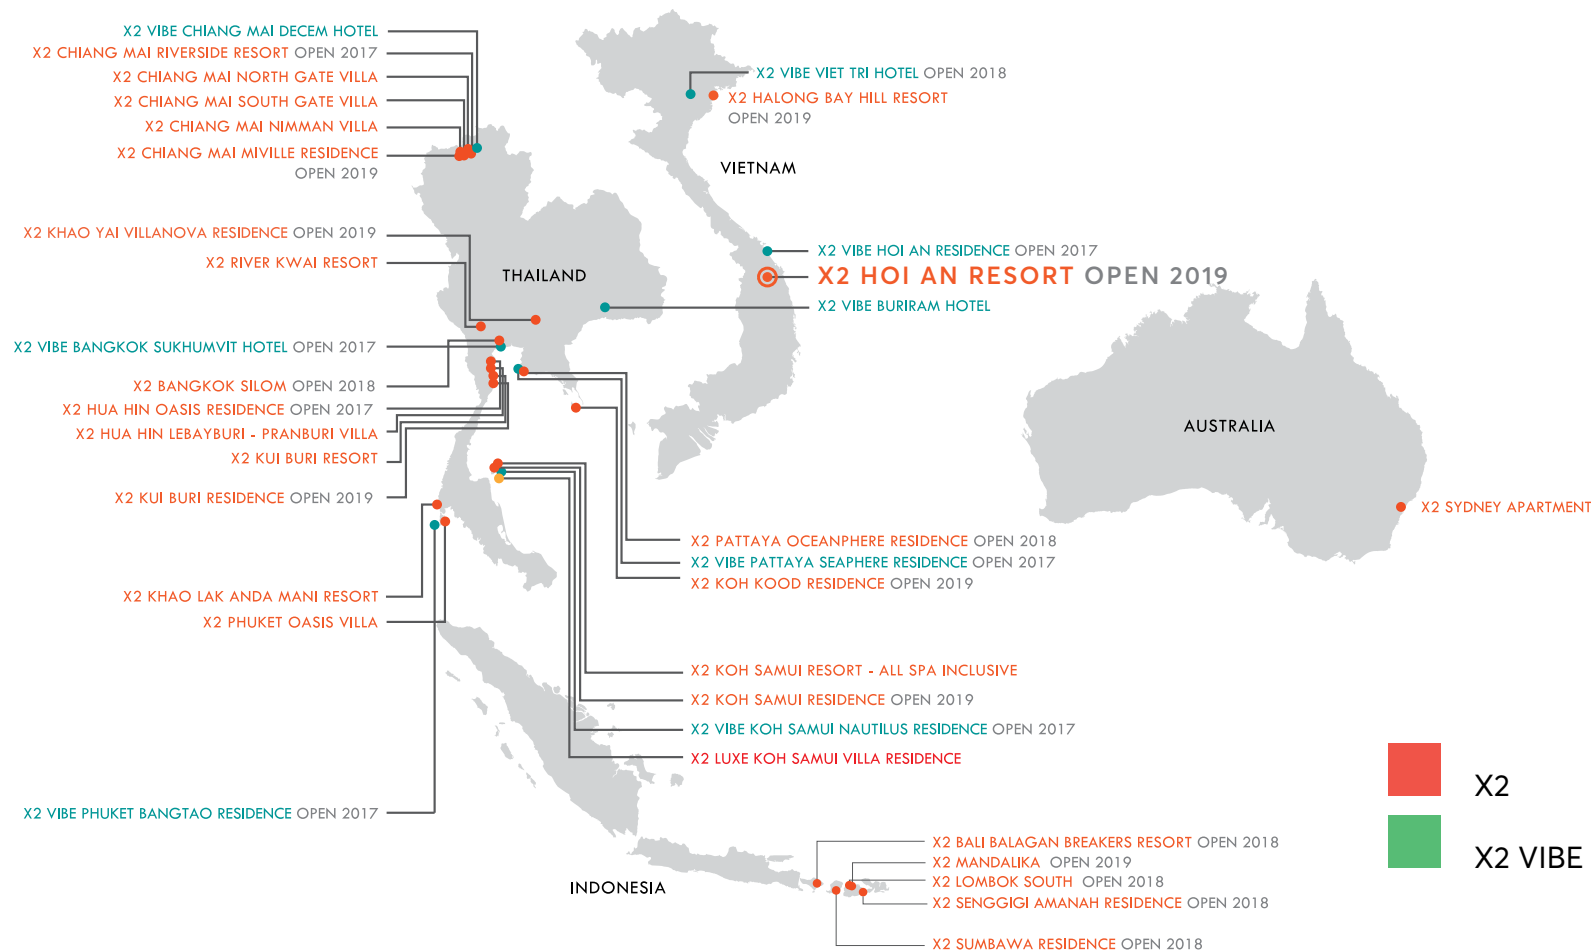 X2 VIBE CHIANG MAI DECEM HOTEL
X2 CHIANG MAI RIVERSIDE RESORT OPEN 2017
X2 CHIANG MAI NORTH GATE VILLA
X2 CHIANG MAI SOUTH GATE VILLA
X2 CHIANG MAI NIMMAN VILLA
X2 CHIANG MAI MIVILLE RESIDENCE
OPEN 2019
X2 KHAO YAI VILLANOVA RESIDENCE OPEN 2019
X2 RIVER KWAI RESORT
THAILAND
X2 VIBE BANGKOK SUKHUMVIT HOTEL OPEN 2017
X2 BANGKOK SILOM OPEN 2018
X2 HUA HIN OASIS RESIDENCE OPEN 2017
X2 HUA HIN LEBAYBURI - PRANBURI VILLA
X2 KUI BURI RESORT
X2 KUI BURI RESIDENCE OPEN 2019
X2 KHAO LAK ANDA MANI RESORT
X2 PHUKET OASIS VILLA
X2 VIBE PHUKET BANGTAO RESIDENCE OPEN 2017
X2 VIBE VIET TRI HOTEL OPEN 2018
X2 HALONG BAY HILL RESORT
OPEN 2019
VIETNAM
X2 VIBE HOI AN RESIDENCE OPEN 2017
X2 HOI AN RESORT OPEN 2019
X2 VIBE BURIRAM HOTEL
X2 PATTAYA OCEANPHERE RESIDENCE OPEN 2018
X2 VIBE PATTAYA SEAPHERE RESIDENCE OPEN 2017
X2 KOH KOOD RESIDENCE OPEN 2019
X2 KOH SAMUI RESORT - ALL SPA INCLUSIVE
X2 KOH SAMUI RESIDENCE OPEN 2019
X2 VIBE KOH SAMUI NAUTILUS RESIDENCE OPEN 2017
X2 LUXE KOH SAMUI VILLA RESIDENCE
INDONESIA
X2 BALI BALAGAN BREAKERS RESORT OPEN 2018
X2 MANDALIKA OPEN 2019
X2 LOMBOK SOUTH OPEN 2018
X2 SENGGIGI AMANAH RESIDENCE OPEN 2018
X2 SUMBAWA RESIDENCE OPEN 2018
AUSTRALIA
X2 SYDNEY APARTMENT
X2
X2 VIBE